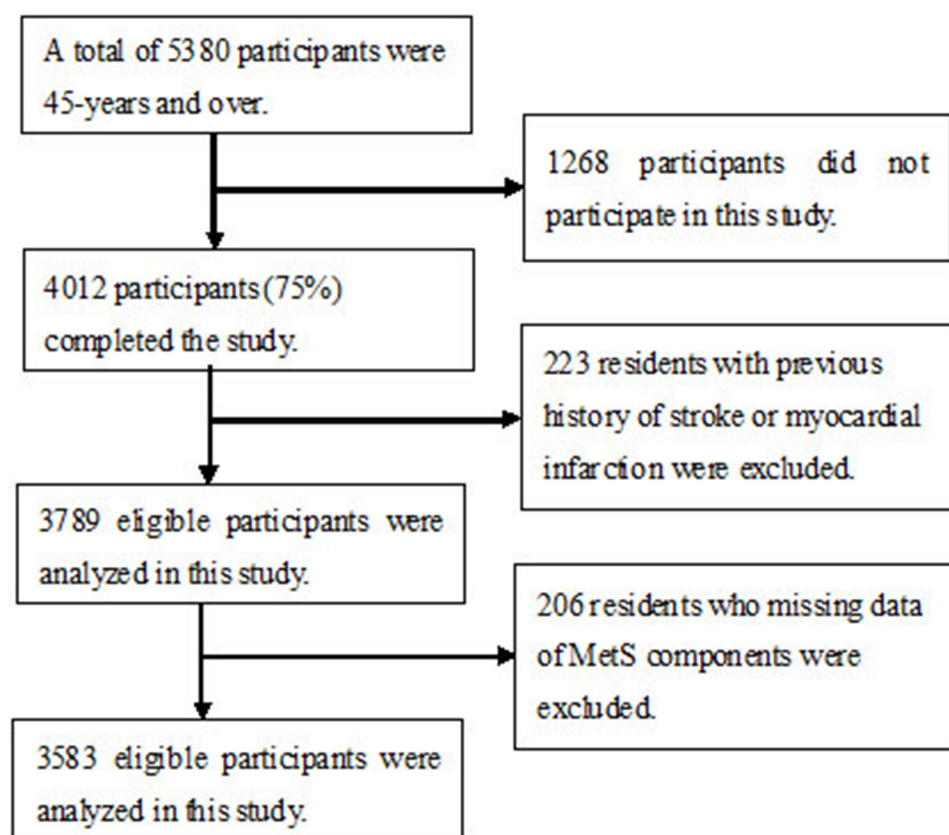 A total of 5380 participants were
45-years and over.
1268 participants did not
participate in this study.
4012 participants (75%)
completed the study.
223 residents with previous
history of stroke or myocardial
infarction were excluded.
3789 eligible participants were
analyzed in this study.
206 residents who missing data
of MetS components were
excluded.
3583 eligible participants were
analyzed in this study.